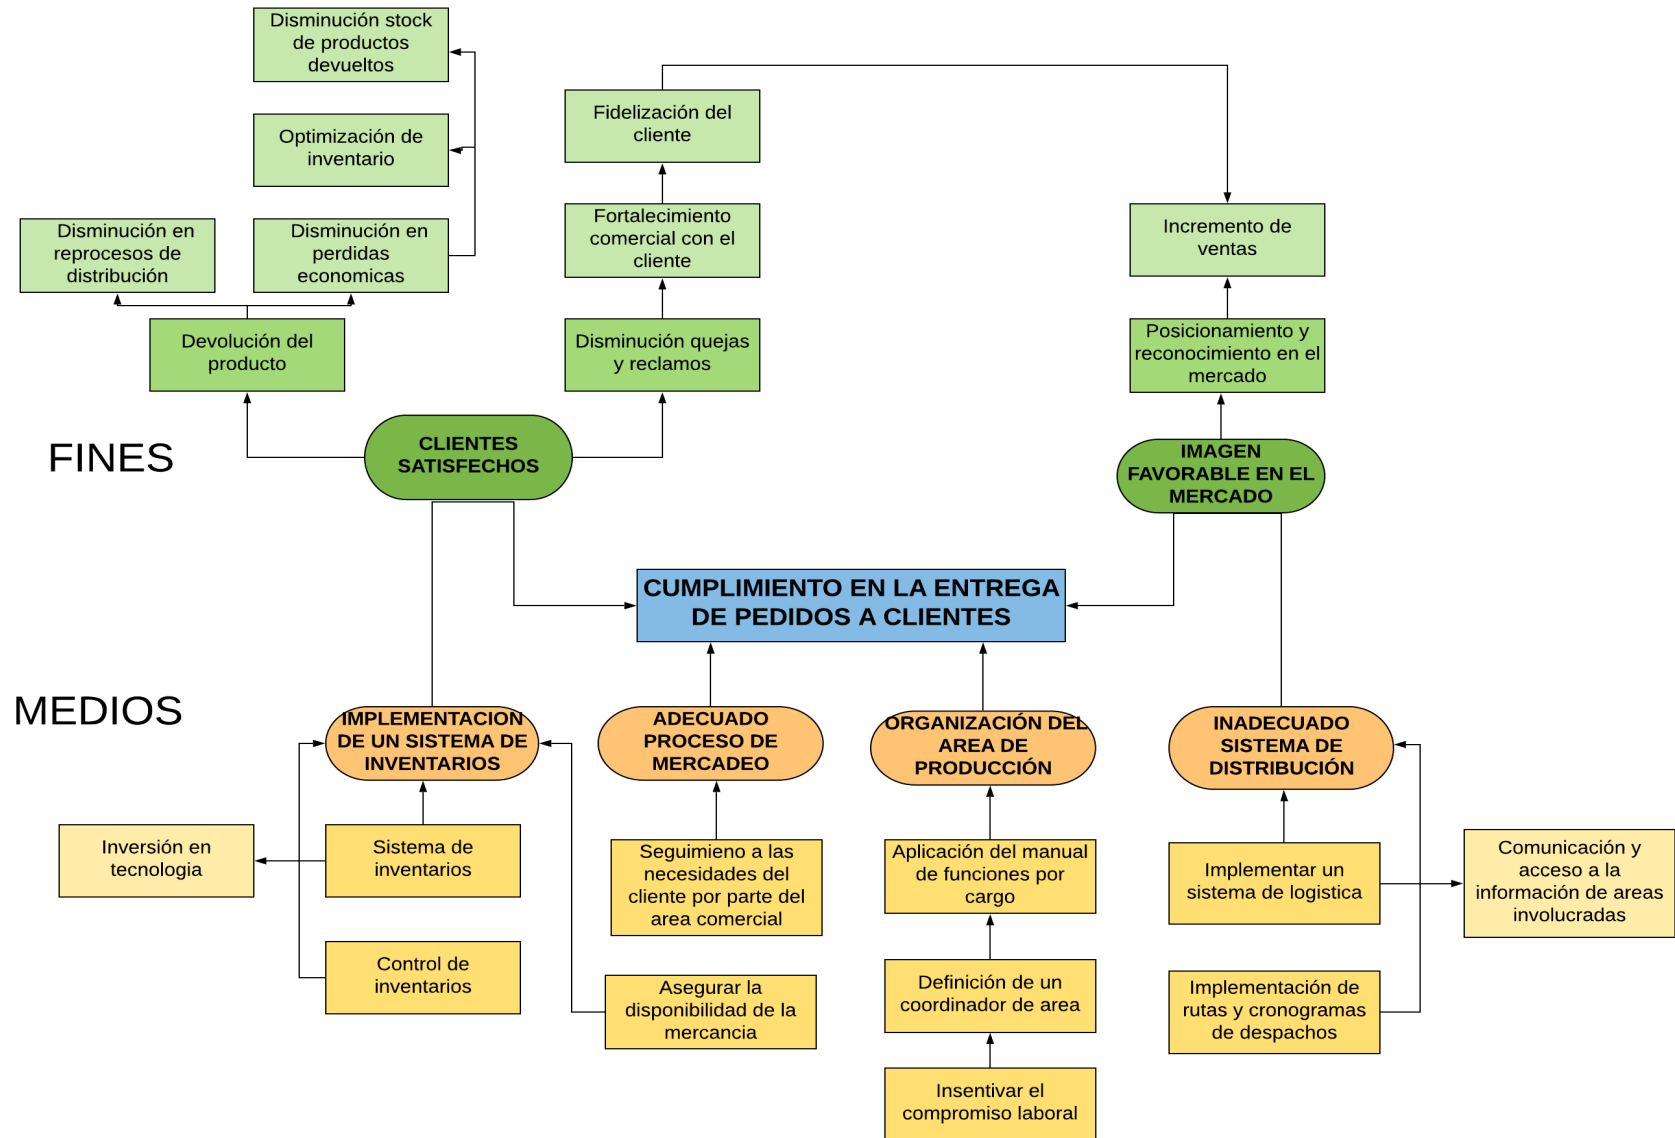 Disminución stock
de productos
devueltos
Optimización de
inventario
Disminución en
reprocesos de
distribución
Disminución en
perdidas
economicas
Devolución del
producto
Fidelización del
cliente
Fortalecimiento
comercial con el
cliente
Disminución quejas
y reclamos
Incremento de
ventas
Posicionamiento y
reconocimiento en el
mercado
FINES
CLIENTES
SATISFECHOS
IMAGEN
FAVORABLE EN EL
MERCADO
CUMPLIMIENTO EN LA ENTREGA
DE PEDIDOS A CLIENTES
MEDIOS
IMPLEMENTACION
DE UN SISTEMA DE
INVENTARIOS
ADECUADO
PROCESO DE
MERCADEO
ORGANIZACIÓN DEL
AREA DE
PRODUCCIÓN
INADECUADO
SISTEMA DE
DISTRIBUCIÓN
Inversión en
tecnologia
Sistema de
inventarios
Control de
inventarios
Seguimieno a las
necesidades del
cliente por parte del
area comercial
Asegurar la
disponibilidad de la
mercancia
Aplicación del manual
de funciones por
cargo
Definición de un
coordinador de area
Insentivar el
compromiso laboral
Implementar un
sistema de logistica
Implementación de
rutas y cronogramas
de despachos
Comunicación y
acceso a la
información de areas
involucradas